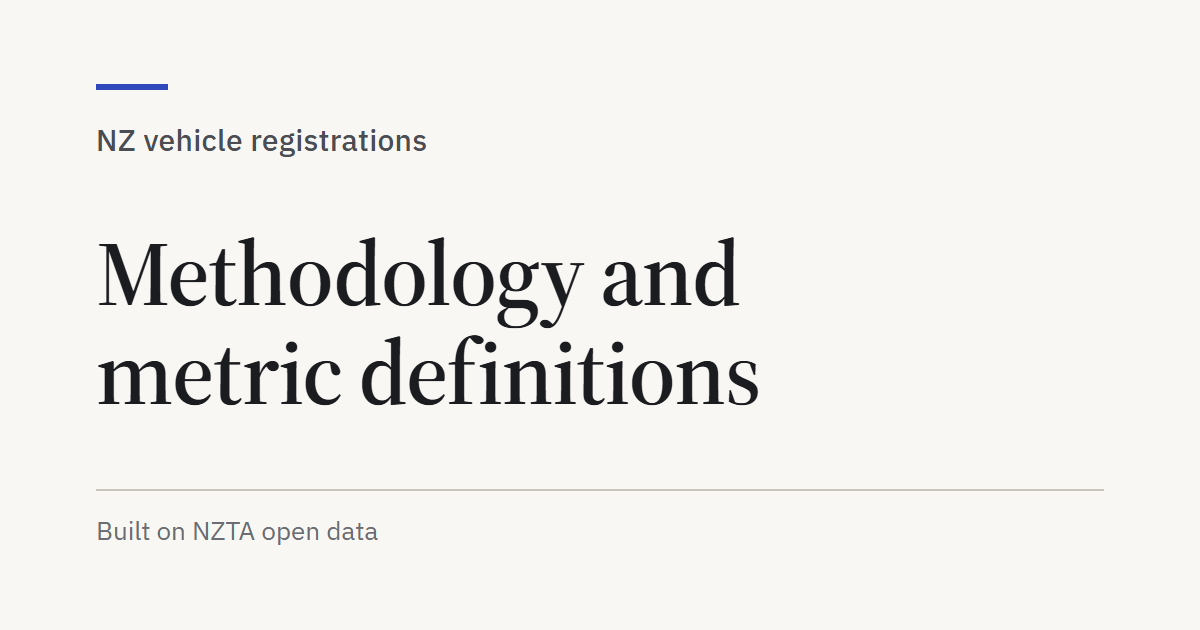 NZ vehicle registrations
Methodology and
metric definitions
Built on NZTA open data